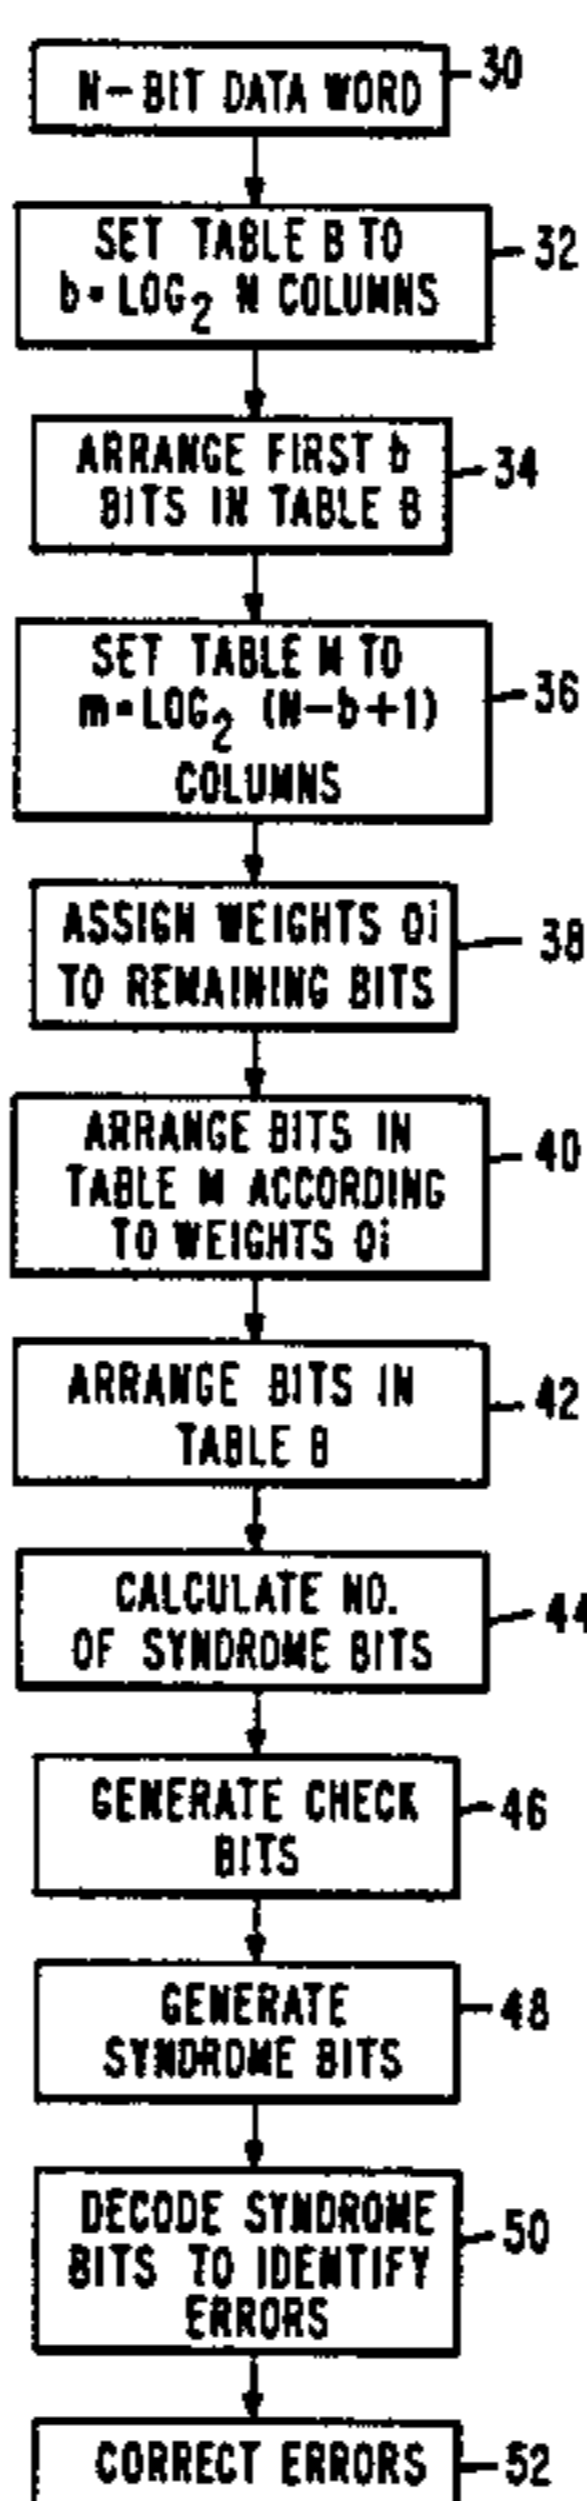 N-BIT DATA WORD
30
SET TABLE B TO
b=LOG2 N COLUMNS
32
ARRANGE FIRST b
BITS IN TABLE B
34
SET TABLE M TO
m=LOG2 (N-b+1)
COLUMNS
36
ASSIGN WEIGHTS Oi
TO REMAINING BITS
38
ARRANGE BITS IN
TABLE M ACCORDING
TO WEIGHTS Oi
40
ARRANGE BITS IN
TABLE B
42
CALCULATE NO.
OF SYNDROME BITS
44
GENERATE CHECK
BITS
46
GENERATE
SYNDROME BITS
48
DECODE SYNDROME
BITS TO IDENTIFY
ERRORS
50
CORRECT ERRORS
52